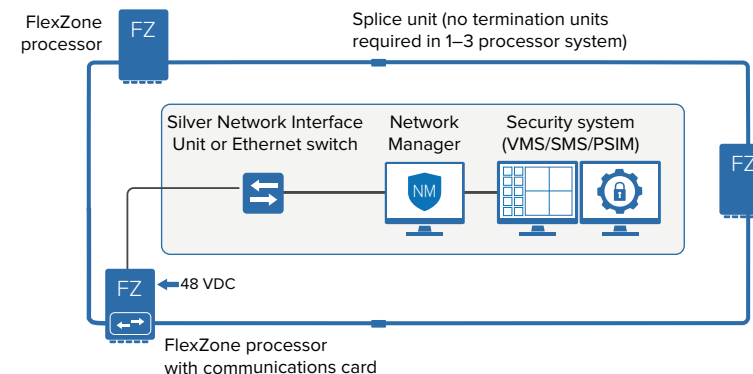 FlexZone
processor
FZ
Splice unit (no termination units
required in 1–3 processor system)
Silver Network Interface
Unit or Ethernet switch
Network
Manager
Security system
(VMS/SMS/PSIM)
NM
FZ
FZ
48 VDC
FlexZone processor
with communications card